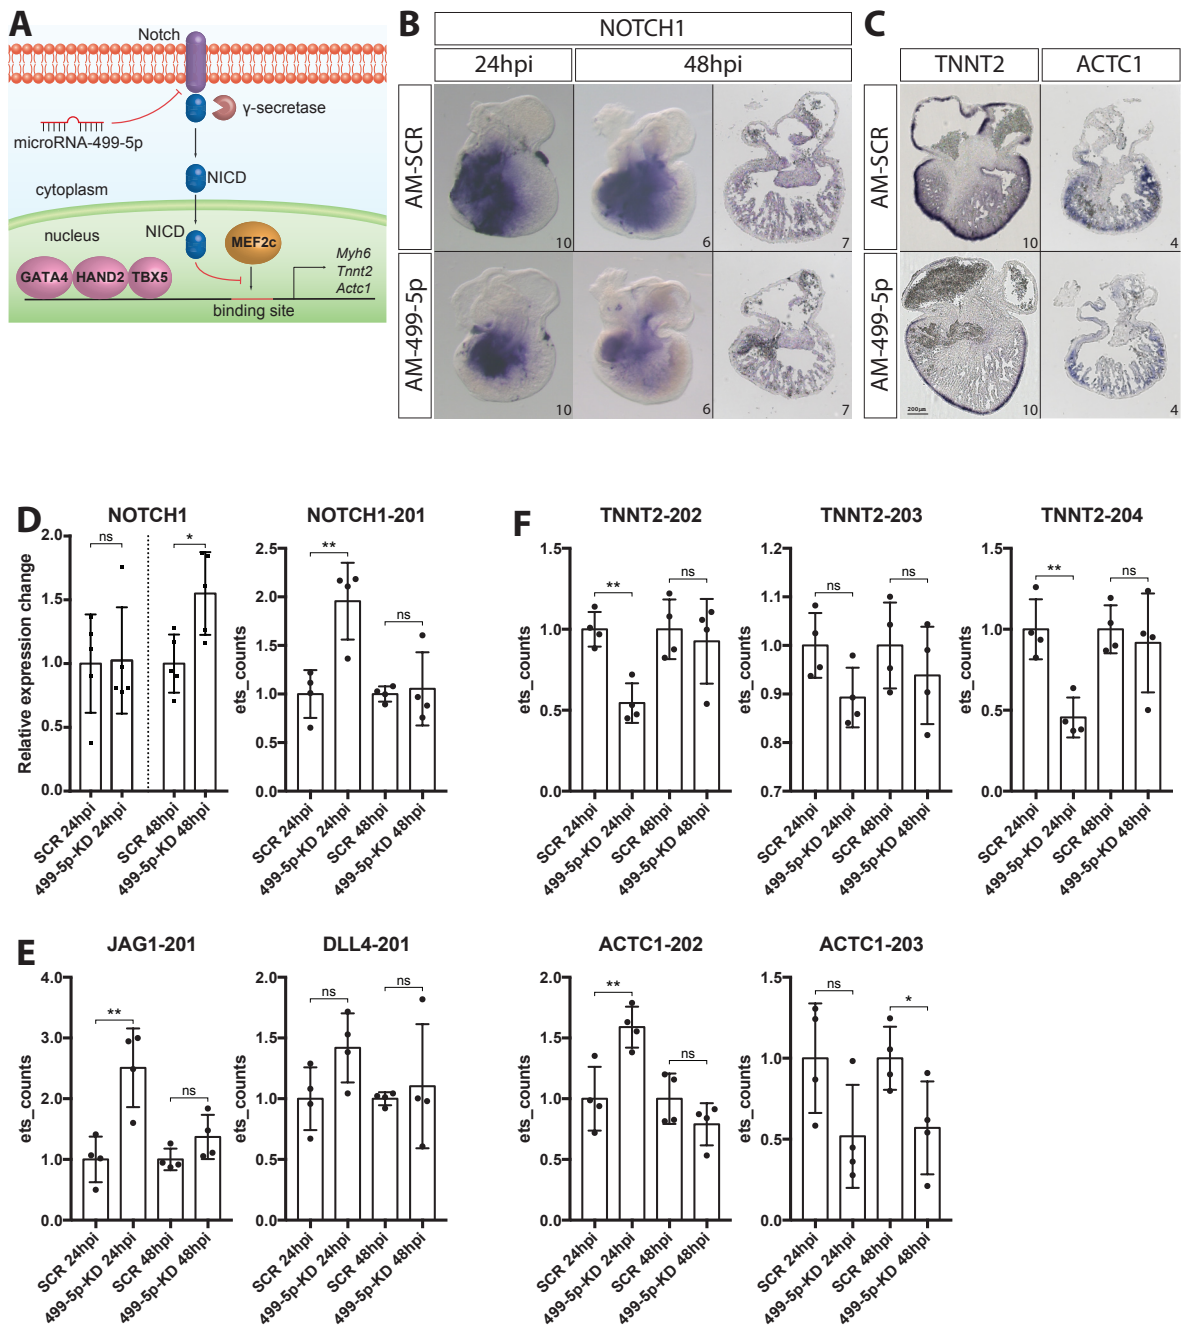 A
Notch
γ-secretase
microRNA-499-5p
NICD
cytoplasm
nucleus
NICD
MEF2c
GATA4
HAND2
TBX5
Myh6
Tnnt2
Actc1
binding site
B
NOTCH1
24hpi
48hpi
AM-SCR
10
6
7
AM-499-5p
10
6
7
C
TNNT2
ACTC1
AM-SCR
10
4
AM-499-5p
200µm
10
4
D
NOTCH1
Relative expression change
2.0
1.5
1.0
0.5
0.0
ns
*
SCR 24hpi
499-5p-KD 24hpi
SCR 48hpi
499-5p-KD 48hpi
NOTCH1-201
ets_counts
2.5
2.0
1.5
1.0
0.5
0.0
**
ns
SCR 24hpi
499-5p-KD 24hpi
SCR 48hpi
499-5p-KD 48hpi
F
TNNT2-202
ets_counts
1.5
1.0
0.5
0.0
**
ns
SCR 24hpi
499-5p-KD 24hpi
SCR 48hpi
499-5p-KD 48hpi
TNNT2-203
ets_counts
1.2
1.1
1.0
0.9
0.8
0.7
ns
ns
SCR 24hpi
499-5p-KD 24hpi
SCR 48hpi
499-5p-KD 48hpi
TNNT2-204
ets_counts
1.5
1.0
0.5
0.0
**
ns
SCR 24hpi
499-5p-KD 24hpi
SCR 48hpi
499-5p-KD 48hpi
E
JAG1-201
ets_counts
4.0
3.0
2.0
1.0
0.0
**
ns
SCR 24hpi
499-5p-KD 24hpi
SCR 48hpi
499-5p-KD 48hpi
DLL4-201
ets_counts
2.0
1.5
1.0
0.5
0.0
ns
ns
SCR 24hpi
499-5p-KD 24hpi
SCR 48hpi
499-5p-KD 48hpi
ACTC1-202
ets_counts
2.0
1.5
1.0
0.5
0.0
**
ns
SCR 24hpi
499-5p-KD 24hpi
SCR 48hpi
499-5p-KD 48hpi
ACTC1-203
ets_counts
1.5
1.0
0.5
0.0
ns
*
SCR 24hpi
499-5p-KD 24hpi
SCR 48hpi
499-5p-KD 48hpi